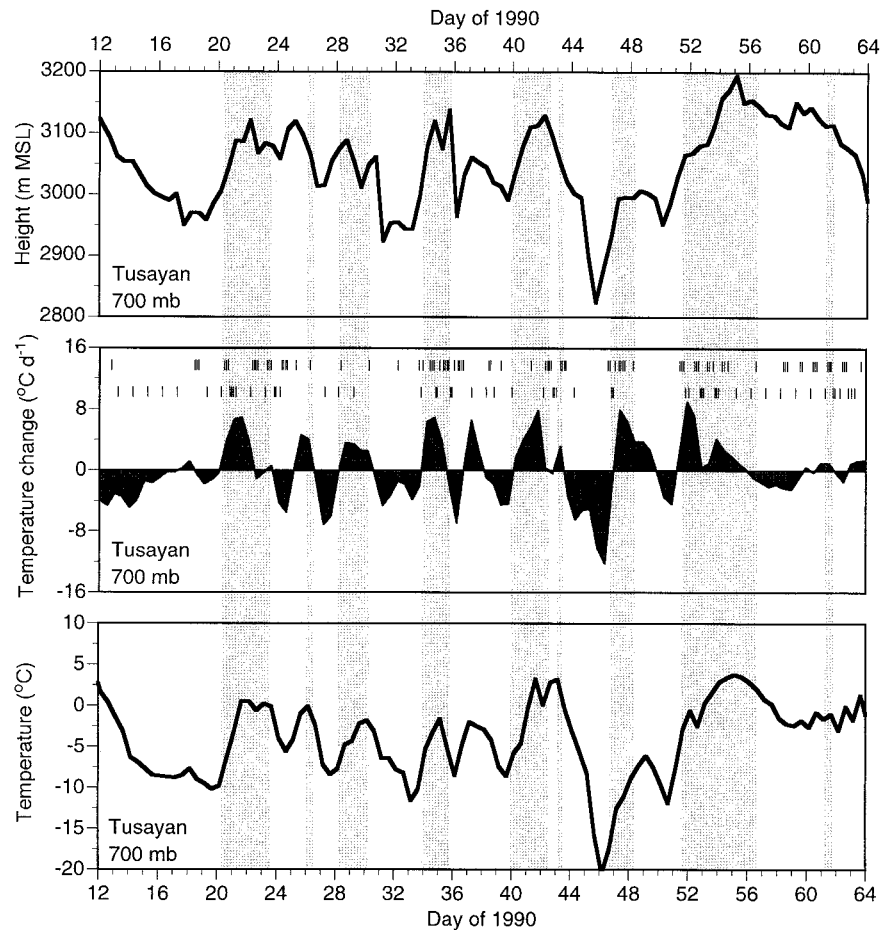 Day of 1990
12 16 20 24 28 32 36 40 44 48 52 56 60 64
Height (m MSL)
3200
3100
3000
2900
2800
Tusayan
700 mb
Temperature change (°C d⁻¹)
16
8
0
-8
-16
Tusayan
700 mb
Temperature (°C)
10
5
0
-5
-10
-15
-20
Tusayan
700 mb
12 16 20 24 28 32 36 40 44 48 52 56 60 64
Day of 1990